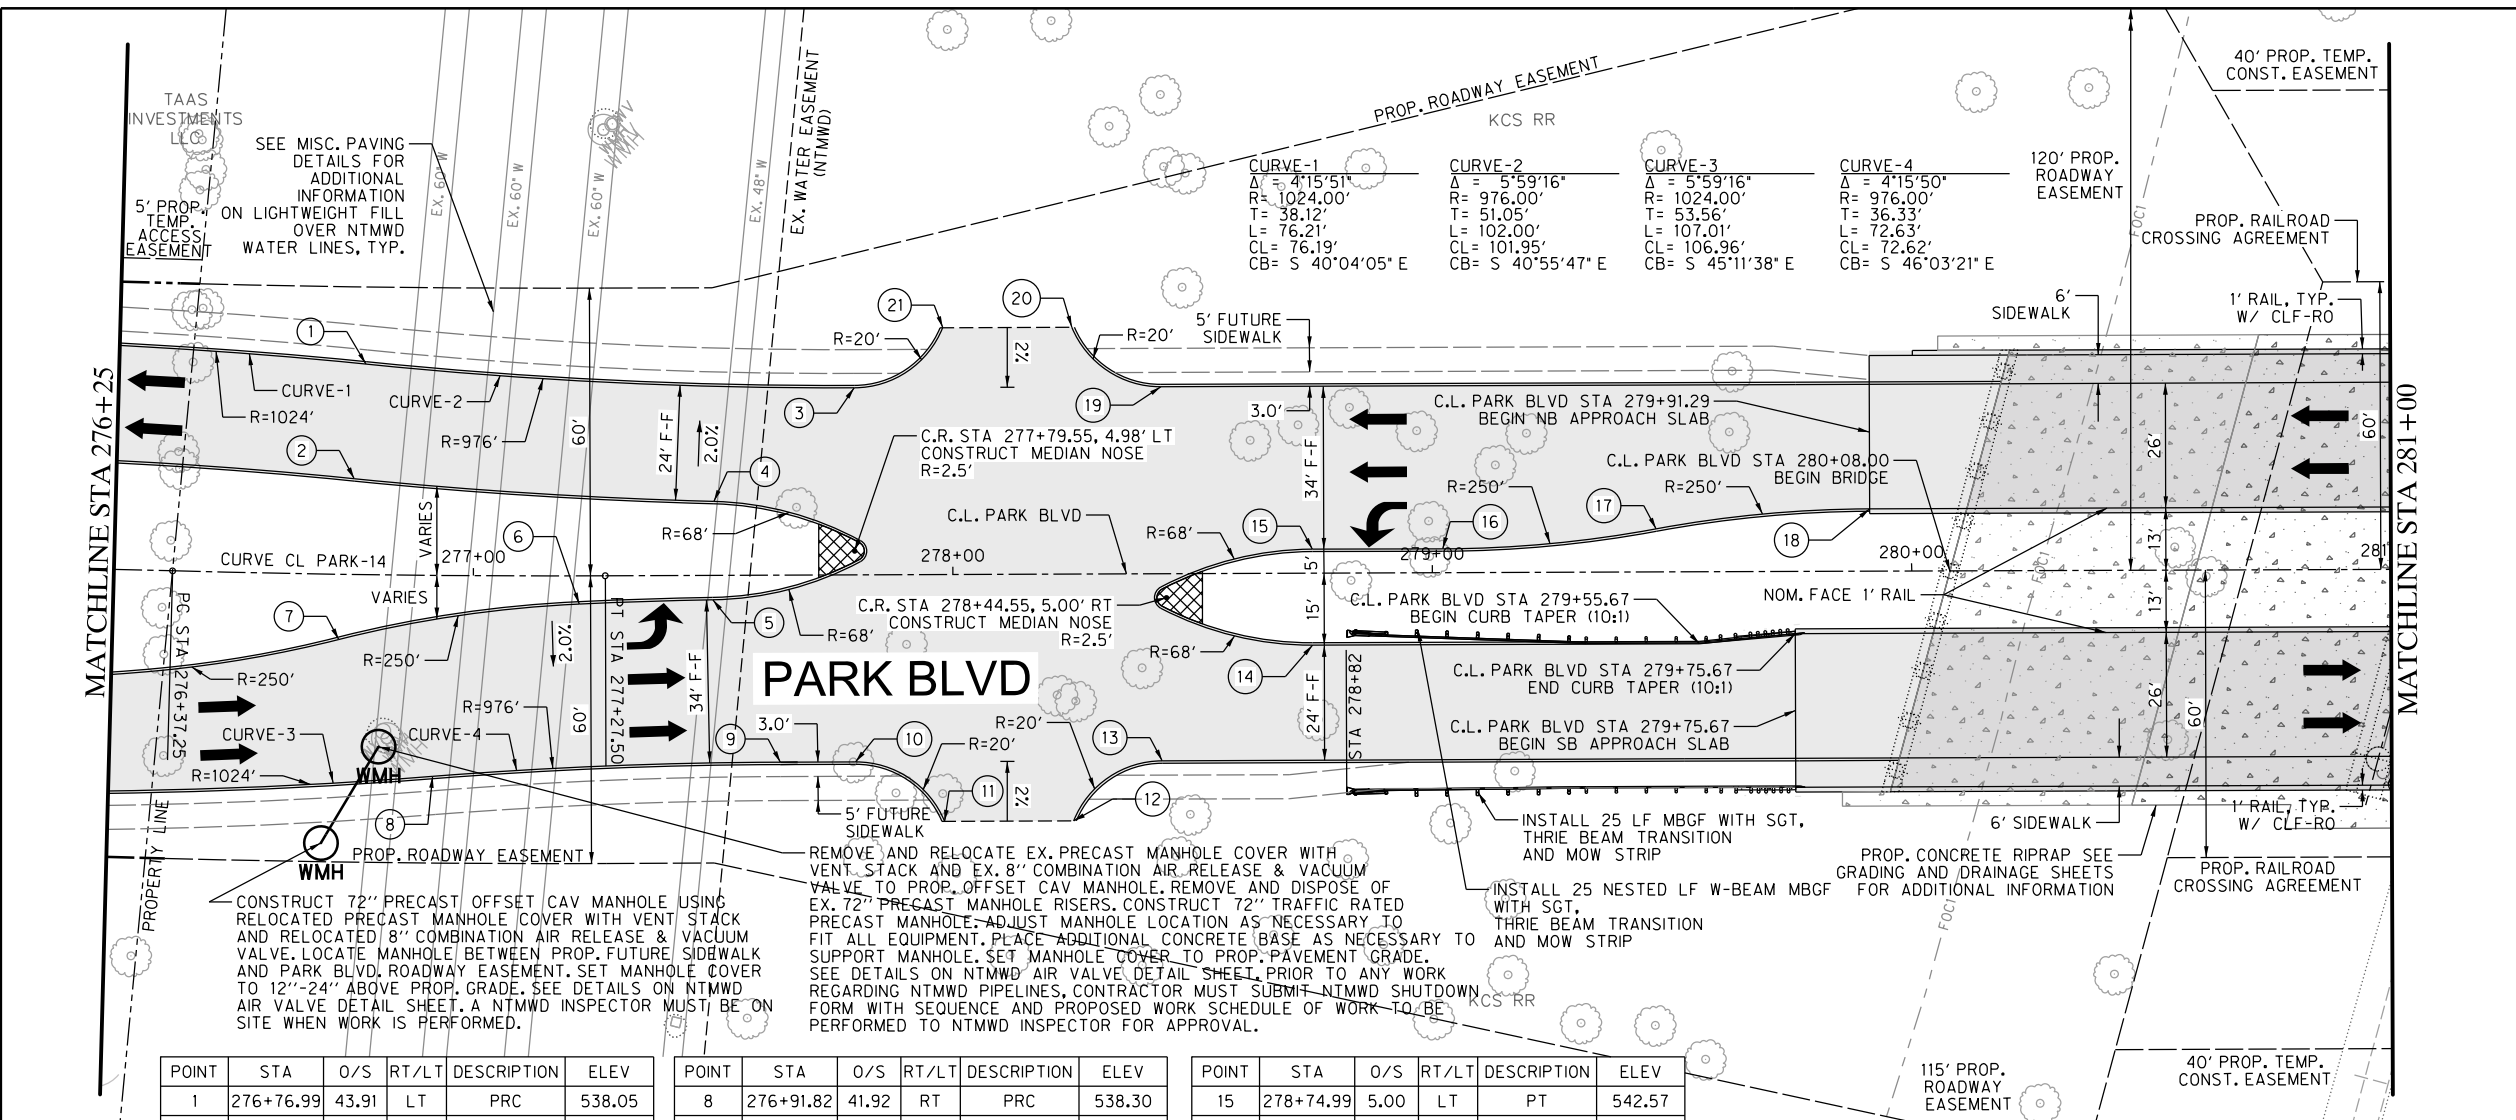 TAAS
INVESTMENTS
LLC
SEE MISC. PAVING
DETAILS FOR
ADDITIONAL
INFORMATION
ON LIGHTWEIGHT FILL
OVER NTMWD
WATER LINES, TYP.
5' PROP.
TEMP.
ACCESS
EASEMENT
EX. 60" W
EX. 60" W
EX. 60" W
EX. 48" W
EX. WATER EASEMENT
(NTMWD)
PROP. ROADWAY EASEMENT
KCS RR
CURVE-1
Δ = 4°15'51"
R= 1024.00'
T= 38.12'
L= 76.21'
CL= 76.19'
CB= S 40°04'05" E
CURVE-2
Δ = 5°59'16"
R= 976.00'
T= 51.05'
L= 102.00'
CL= 101.95'
CB= S 40°55'47" E
CURVE-3
Δ = 5°59'16"
R= 1024.00'
T= 53.56'
L= 107.01'
CL= 106.96'
CB= S 45°11'38" E
CURVE-4
Δ = 4°15'50"
R= 976.00'
T= 36.33'
L= 72.63'
CL= 72.62'
CB= S 46°03'21" E
120' PROP.
ROADWAY
EASEMENT
40' PROP. TEMP.
CONST. EASEMENT
FOCI
PROP. RAILROAD
CROSSING AGREEMENT
6'
SIDEWALK
1' RAIL, TYP.
W/ CLF-RO
MATCHLINE STA 276+25
MATCHLINE STA 281+00
1
21
20
R=20'
R=20'
2%
5' FUTURE
SIDEWALK
CURVE-1
R=1024'
CURVE-2
R=976'
60'
24' F-F
2.0%
3
19
3.0'
34' F-F
C.L. PARK BLVD STA 279+91.29
BEGIN NB APPROACH SLAB
26'
60'
2
4
C.R. STA 277+79.55, 4.98' LT
CONSTRUCT MEDIAN NOSE
R=2.5'
C.L. PARK BLVD STA 280+08.00
BEGIN BRIDGE
R=250'
R=250'
17
VARIES
6
R=68'
C.L. PARK BLVD
R=68'
15
16
18
13'
CURVE CL PARK-14
277+00
278+00
279+00
280+00
281
5'
VARIES
7
PC STA 276+37.25
PT STA 277+27.50
5
R=68'
C.R. STA 278+44.55, 5.00' RT
CONSTRUCT MEDIAN NOSE
R=2.5'
15'
C.L. PARK BLVD STA 279+55.67
BEGIN CURB TAPER (10:1)
NOM. FACE 1' RAIL
13'
FOCI
2.0%
R=250'
R=250'
34' F-F
PARK BLVD
R=68'
14
24' F-F
STA 278+82
C.L. PARK BLVD STA 279+75.67
END CURB TAPER (10:1)
C.L. PARK BLVD STA 279+75.67
BEGIN SB APPROACH SLAB
26'
60'
R=976'
60'
3.0'
R=20'
R=20'
9
10
13
CURVE-3
CURVE-4
R=1024'
WMH
11
2%
12
8
5' FUTURE
SIDEWALK
WMH
PROP. ROADWAY EASEMENT
PROPERTY LINE
INSTALL 25 LF MBGF WITH SGT,
THRIE BEAM TRANSITION
AND MOW STRIP
6' SIDEWALK
1' RAIL, TYP.
W/ CLF-RO
PROP. CONCRETE RIPRAP SEE
GRADING AND DRAINAGE SHEETS
FOR ADDITIONAL INFORMATION
PROP. RAILROAD
CROSSING AGREEMENT
INSTALL 25 NESTED LF W-BEAM MBGF
WITH SGT,
THRIE BEAM TRANSITION
AND MOW STRIP
CONSTRUCT 72'' PRECAST OFFSET CAV MANHOLE USING
RELOCATED PRECAST MANHOLE COVER WITH VENT STACK
AND RELOCATED 8'' COMBINATION AIR RELEASE & VACUUM
VALVE. LOCATE MANHOLE BETWEEN PROP. FUTURE SIDEWALK
AND PARK BLVD. ROADWAY EASEMENT. SET MANHOLE COVER
TO 12''-24'' ABOVE PROP. GRADE. SEE DETAILS ON NTMWD
AIR VALVE DETAIL SHEET. A NTMWD INSPECTOR MUST BE ON
SITE WHEN WORK IS PERFORMED.
REMOVE AND RELOCATE EX. PRECAST MANHOLE COVER WITH
VENT STACK AND EX. 8'' COMBINATION AIR RELEASE & VACUUM
VALVE TO PROP. OFFSET CAV MANHOLE. REMOVE AND DISPOSE OF
EX. 72'' PRECAST MANHOLE RISERS. CONSTRUCT 72'' TRAFFIC RATED
PRECAST MANHOLE. ADJUST MANHOLE LOCATION AS NECESSARY TO
FIT ALL EQUIPMENT. PLACE ADDITIONAL CONCRETE BASE AS NECESSARY TO
SUPPORT MANHOLE. SET MANHOLE COVER TO PROP. PAVEMENT GRADE.
SEE DETAILS ON NTMWD AIR VALVE DETAIL SHEET. PRIOR TO ANY WORK
REGARDING NTMWD PIPELINES, CONTRACTOR MUST SUBMIT NTMWD SHUTDOWN
FORM WITH SEQUENCE AND PROPOSED WORK SCHEDULE OF WORK TO BE
PERFORMED TO NTMWD INSPECTOR FOR APPROVAL.
KCS RR
FOCI
115' PROP.
ROADWAY
EASEMENT
40' PROP. TEMP.
CONST. EASEMENT
POINT STA O/S RT/LT DESCRIPTION ELEV
1 276+76.99 43.91 LT PRC 538.05
POINT STA O/S RT/LT DESCRIPTION ELEV
8 276+91.82 41.92 RT PRC 538.30
POINT STA O/S RT/LT DESCRIPTION ELEV
15 278+74.99 5.00 LT PT 542.57